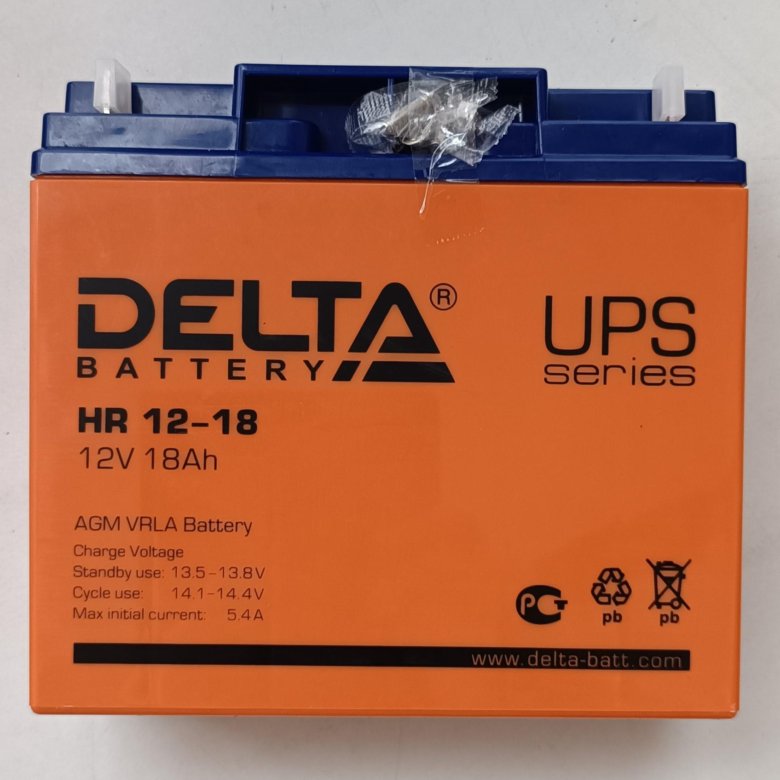 DELTA®
BATTERY
UPS
series
HR 12-18
12V 18Ah
AGM VRLA Battery
Charge Voltage
Standby use: 13.5-13.8V
Cycle use: 14.1-14.4V
Max initial current: 5.4A
РСТ
pb
pb
www.delta-batt.com